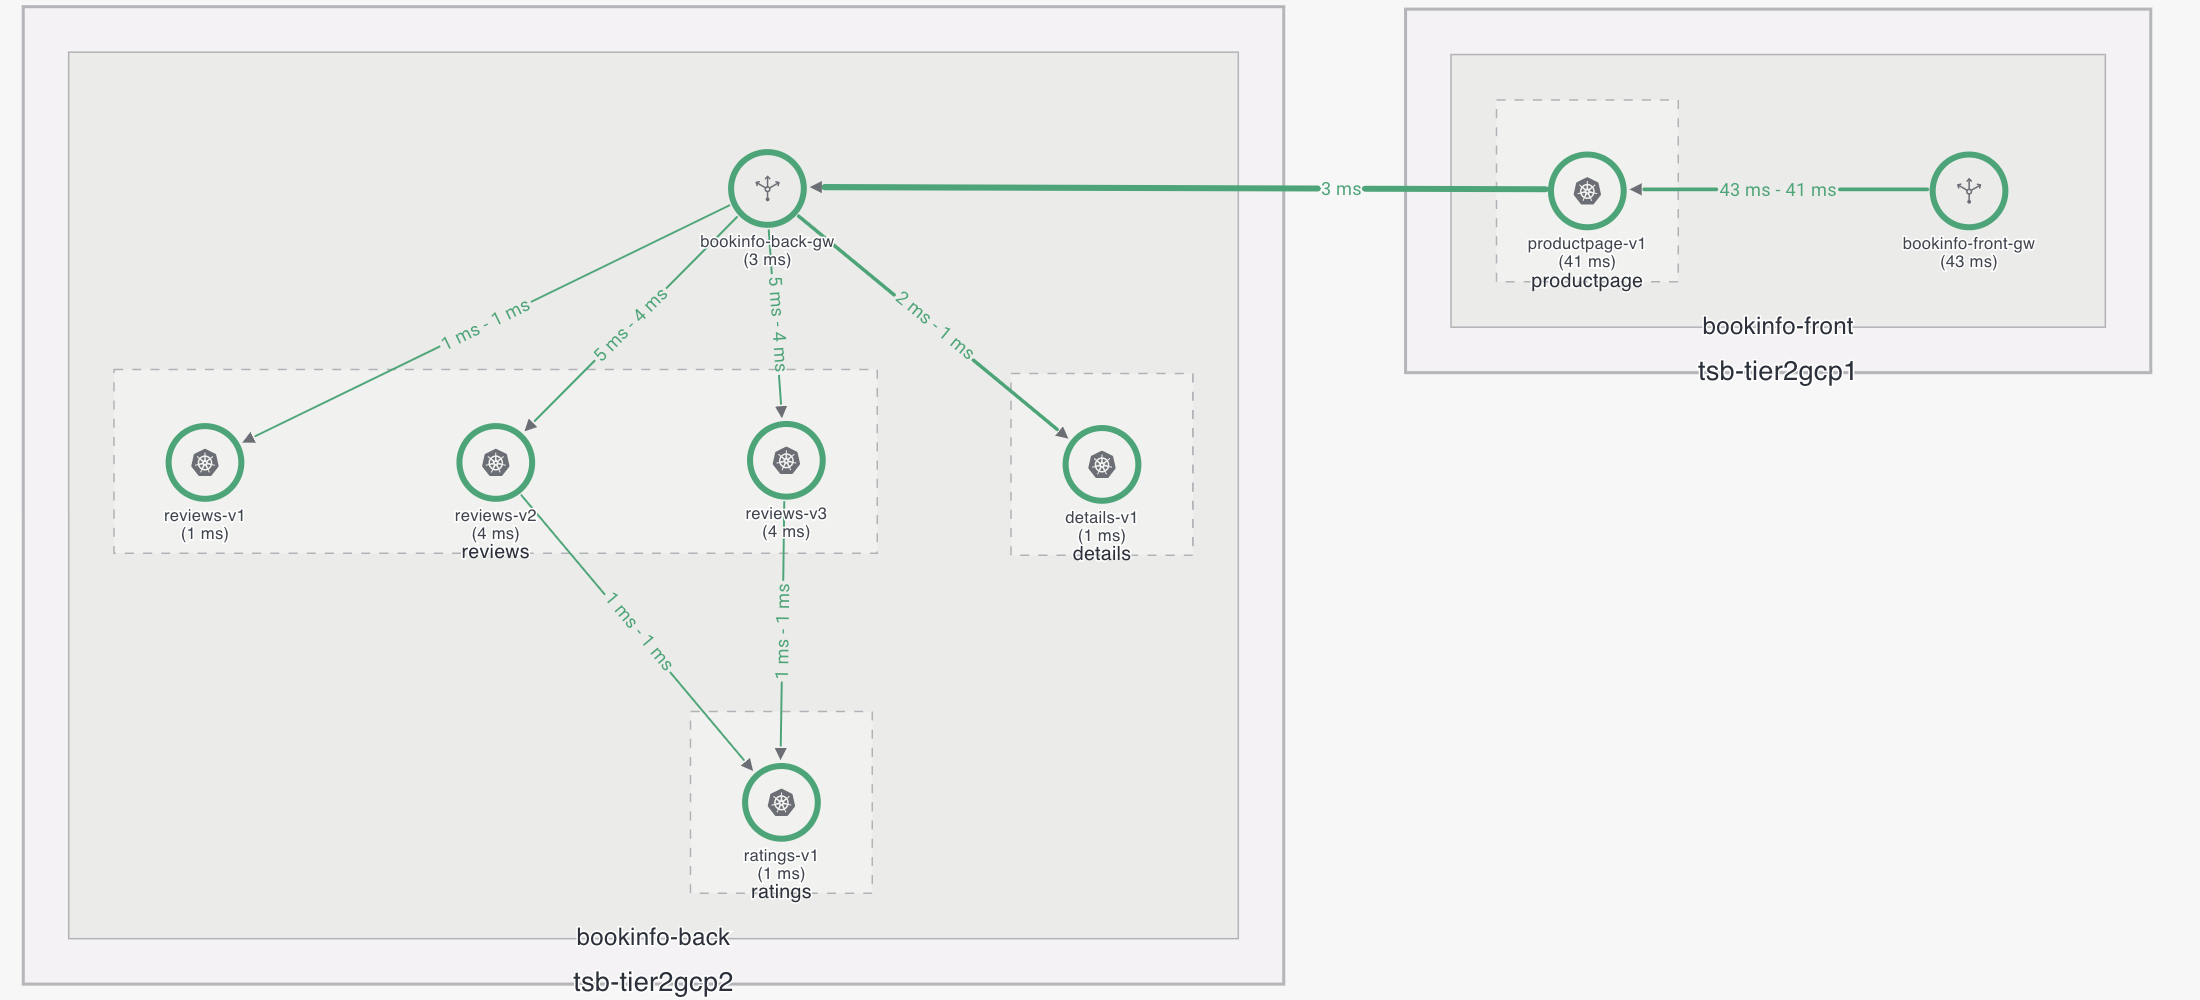 3 ms
43 ms - 41 ms
bookinfo-back-gw
(3 ms)
productpage-v1
(41 ms)
productpage
bookinfo-front-gw
(43 ms)
bookinfo-front
tsb-tier2gcp1
1 ms - 1 ms
5 ms - 4 ms
5 ms - 4 ms
2 ms - 1 ms
reviews-v1
(1 ms)
reviews-v2
(4 ms)
reviews
reviews-v3
(4 ms)
details-v1
(1 ms)
details
1 ms - 1 ms
1 ms - 1 ms
ratings-v1
(1 ms)
ratings
bookinfo-back
tsb-tier2gcp2